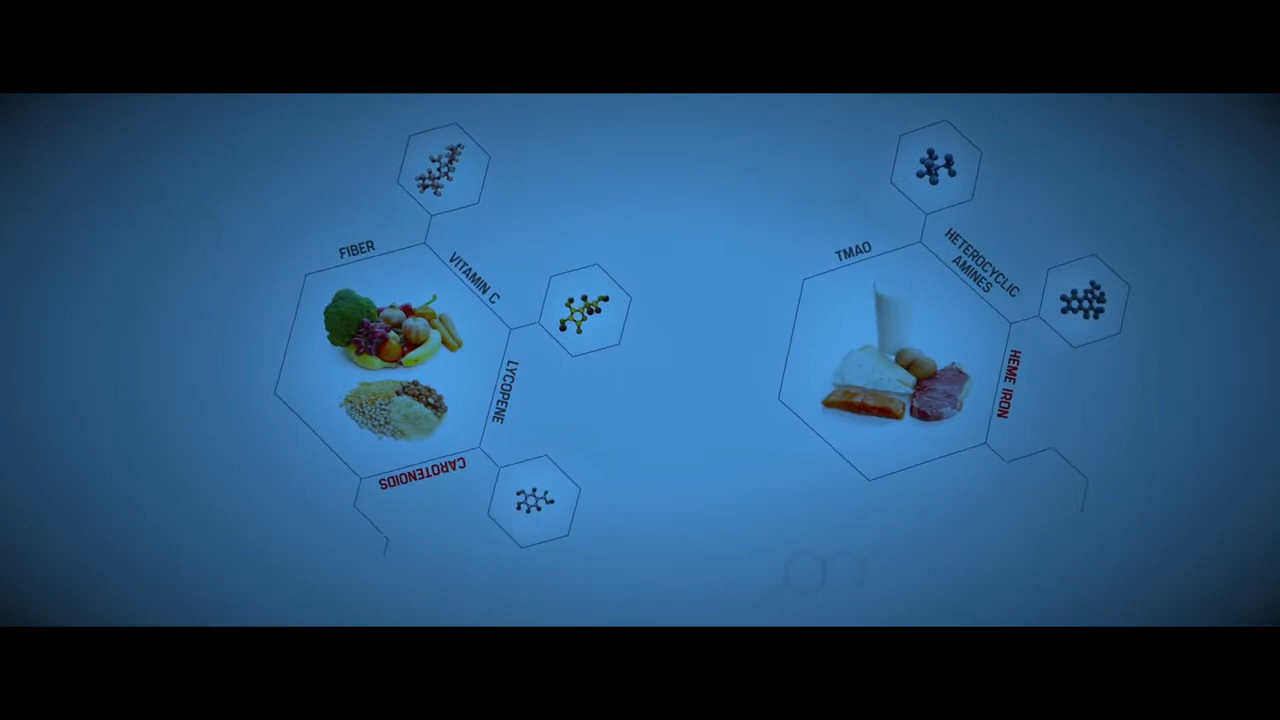 FIBER
VITAMIN C
LYCOPENE
CAROTENOIDS
TMAO
HETEROCYCLIC
AMINES
HEME IRON